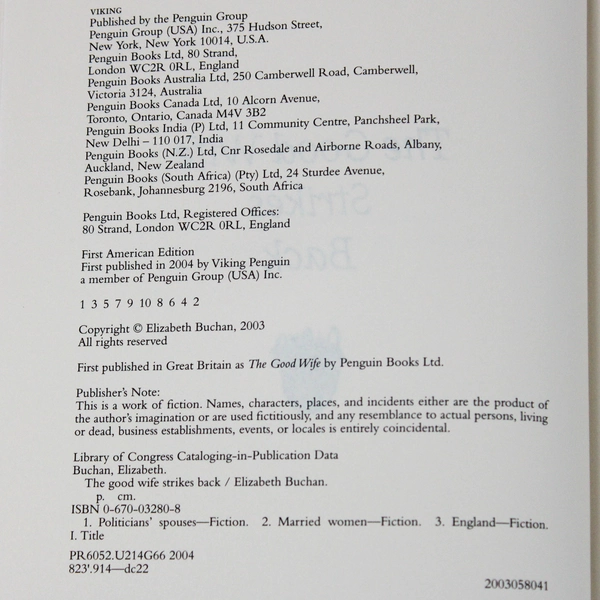 VIKING
Published by the Penguin Group
Penguin Group (USA) Inc., 375 Hudson Street,
New York, New York 10014, U.S.A.
Penguin Books Ltd, 80 Strand,
London WC2R 0RL, England
Penguin Books Australia Ltd, 250 Camberwell Road, Camberwell,
Victoria 3124, Australia
Penguin Books Canada Ltd, 10 Alcorn Avenue,
Toronto, Ontario, Canada M4V 3B2
Penguin Books India (P) Ltd, 11 Community Centre, Panchsheel Park,
New Delhi – 110 017, India
Penguin Books (N.Z.) Ltd, Cnr Rosedale and Airborne Roads, Albany,
Auckland, New Zealand
Penguin Books (South Africa) (Pty) Ltd, 24 Sturdee Avenue,
Rosebank, Johannesburg 2196, South Africa
Penguin Books Ltd, Registered Offices:
80 Strand, London WC2R 0RL, England
First American Edition
First published in 2004 by Viking Penguin
a member of Penguin Group (USA) Inc.
1 3 5 7 9 10 8 6 4 2
Copyright © Elizabeth Buchan, 2003
All rights reserved
First published in Great Britain as The Good Wife by Penguin Books Ltd.
Publisher's Note:
This is a work of fiction. Names, characters, places, and incidents either are the product of
the author's imagination or are used fictitiously, and any resemblance to actual persons, living
or dead, business establishments, events, or locales is entirely coincidental.
Library of Congress Cataloging-in-Publication Data
Buchan, Elizabeth.
The good wife strikes back / Elizabeth Buchan.
p. cm.
ISBN 0-670-03280-8
1. Politicians' spouses—Fiction. 2. Married women—Fiction. 3. England—Fiction.
I. Title
PR6052.U214G66 2004
823'.914—dc22
2003058041